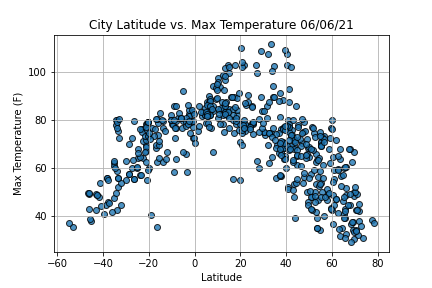 City Latitude vs. Max Temperature 06/06/21
100
80
60
40
Max Temperature (F)
−60 −40 −20 0 20 40 60 80
Latitude